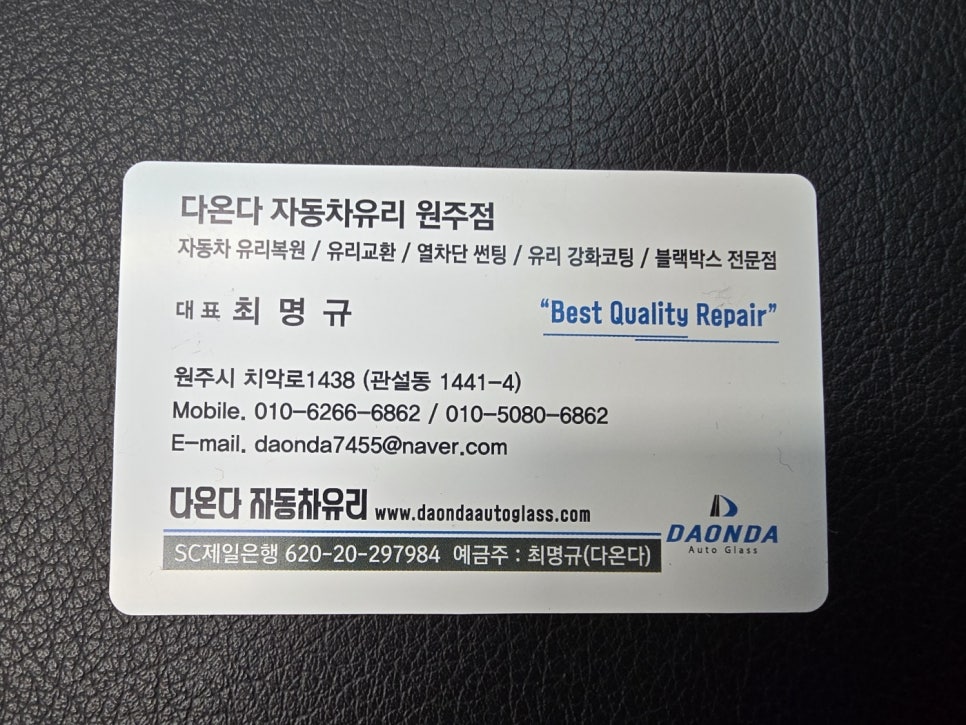 다온다 자동차유리 원주점
자동차 유리복원 / 유리교환 / 열차단 썬팅 / 유리 강화코팅 / 블랙박스 전문점
대표 최명규
“Best Quality Repair”
원주시 치악로1438 (관설동 1441-4)
Mobile. 010-6266-6862 / 010-5080-6862
E-mail. daonda7455@naver.com
다온다 자동차유리 www.daondaautoglass.com
DAONDA
Auto Glass
SC제일은행 620-20-297984 예금주 : 최명규(다온다)